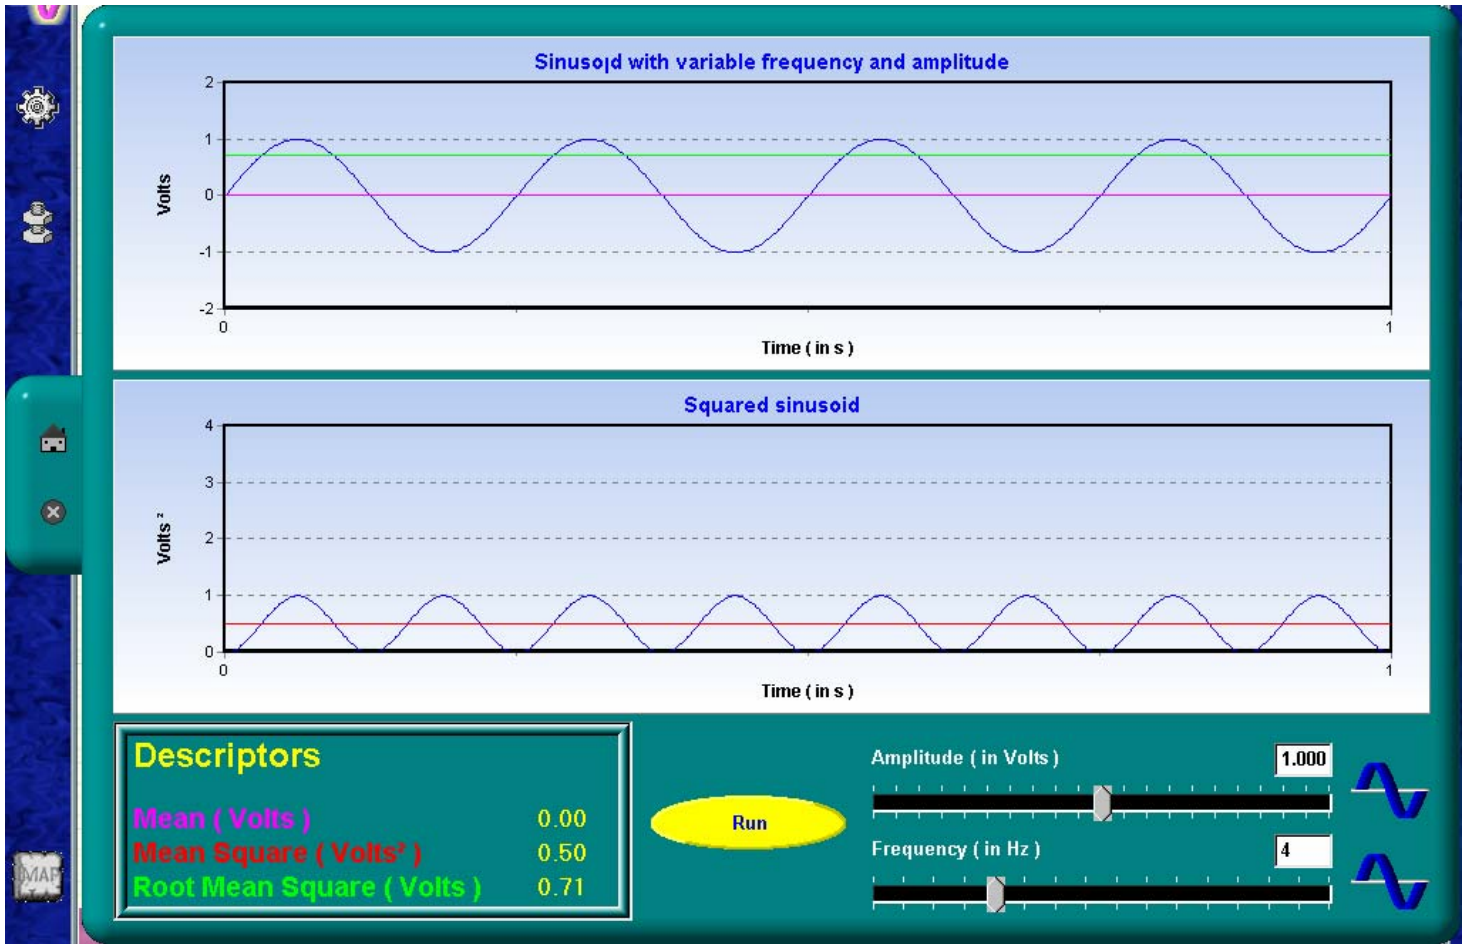 Sinusoid with variable frequency and amplitude
2
1
0
-1
-2
Volts
0
1
Time ( in s )
Squared sinusoid
4
3
2
1
0
Volts ²
0
1
Time ( in s )
Descriptors
Mean ( Volts ) 0.00
Mean Square ( Volts² ) 0.50
Root Mean Square ( Volts ) 0.71
Run
Amplitude ( in Volts ) 1.000
Frequency ( in Hz ) 4
MAP